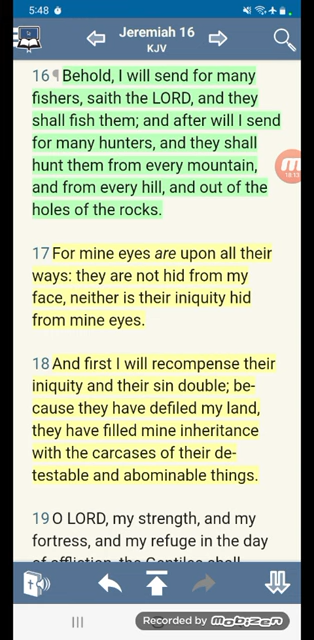 5:48
Jeremiah 16
KJV
16 ¶ Behold, I will send for many
fishers, saith the LORD, and they
shall fish them; and after will I send
for many hunters, and they shall
hunt them from every mountain,
and from every hill, and out of the
holes of the rocks.
17 For mine eyes are upon all their
ways: they are not hid from my
face, neither is their iniquity hid
from mine eyes.
18 And first I will recompense their
iniquity and their sin double; be-
cause they have defiled my land,
they have filled mine inheritance
with the carcases of their de-
testable and abominable things.
19 O LORD, my strength, and my
fortress, and my refuge in the day
of affliction, the Gentiles shall
Recorded by Mobizen